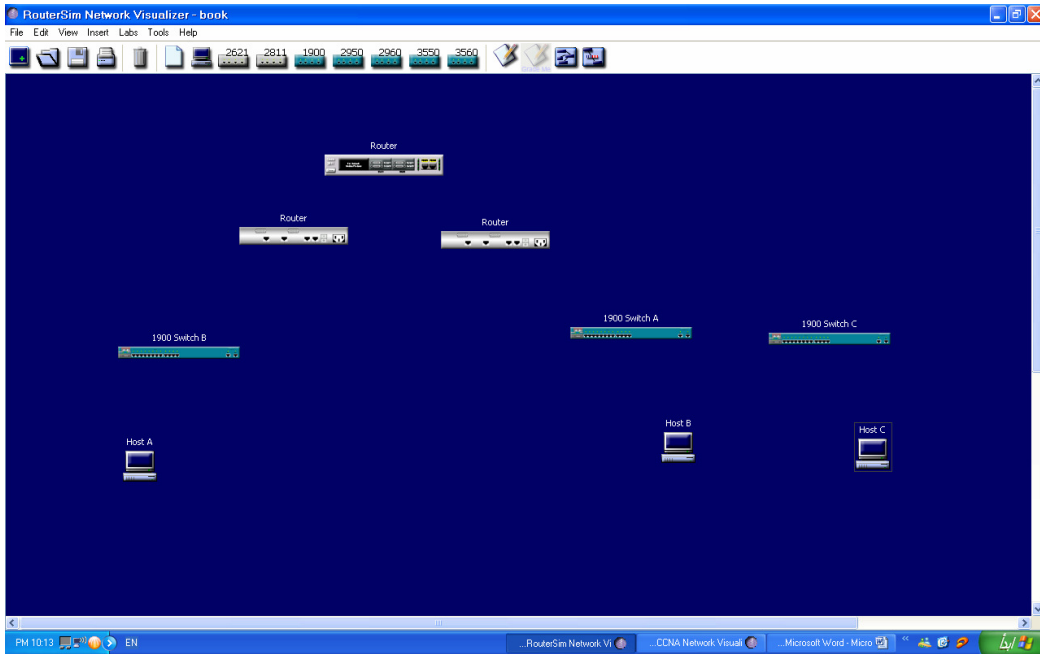 RouterSim Network Visualizer - book
File Edit View Insert Labs Tools Help
2621 2811 1900 2950 2960 3550 3560
Router
Router
Router
1900 Switch A
1900 Switch C
1900 Switch B
Host B
Host C
Host A
PM 10:13 EN ...RouterSim Network Vi ...CCNA Network Visuali ...Microsoft Word - Micro ابدأ